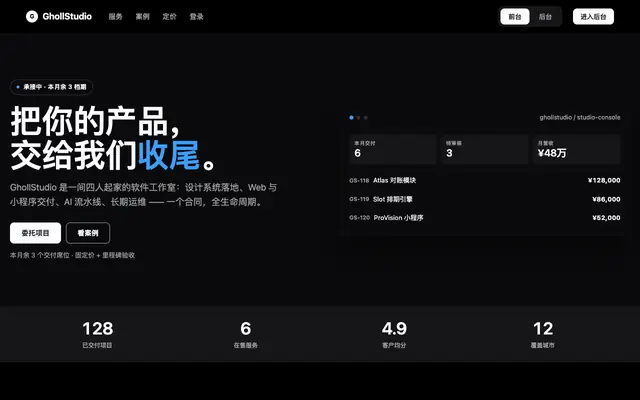 G GhollStudio 服务 案例 定价 登录 前台 后台 进入后台
承接中 · 本月余 3 档期
把你的产品，
交给我们收尾。
GhollStudio 是一间四人起家的软件工作室：设计系统落地、Web 与
小程序交付、AI 流水线、长期运维 —— 一个合同，全生命周期。
委托项目 看案例
本月余 3 个交付席位 · 固定价 + 里程碑验收
ghollstudio / studio-console
本月交付 待审稿 月暂收
6 3 ¥48万
GS-118 Atlas 对账模块 ¥128,000
GS-119 Slot 排期引擎 ¥86,000
GS-120 ProVision 小程序 ¥52,000
128 6 4.9 12
已交付项目 在售服务 客户均分 覆盖城市